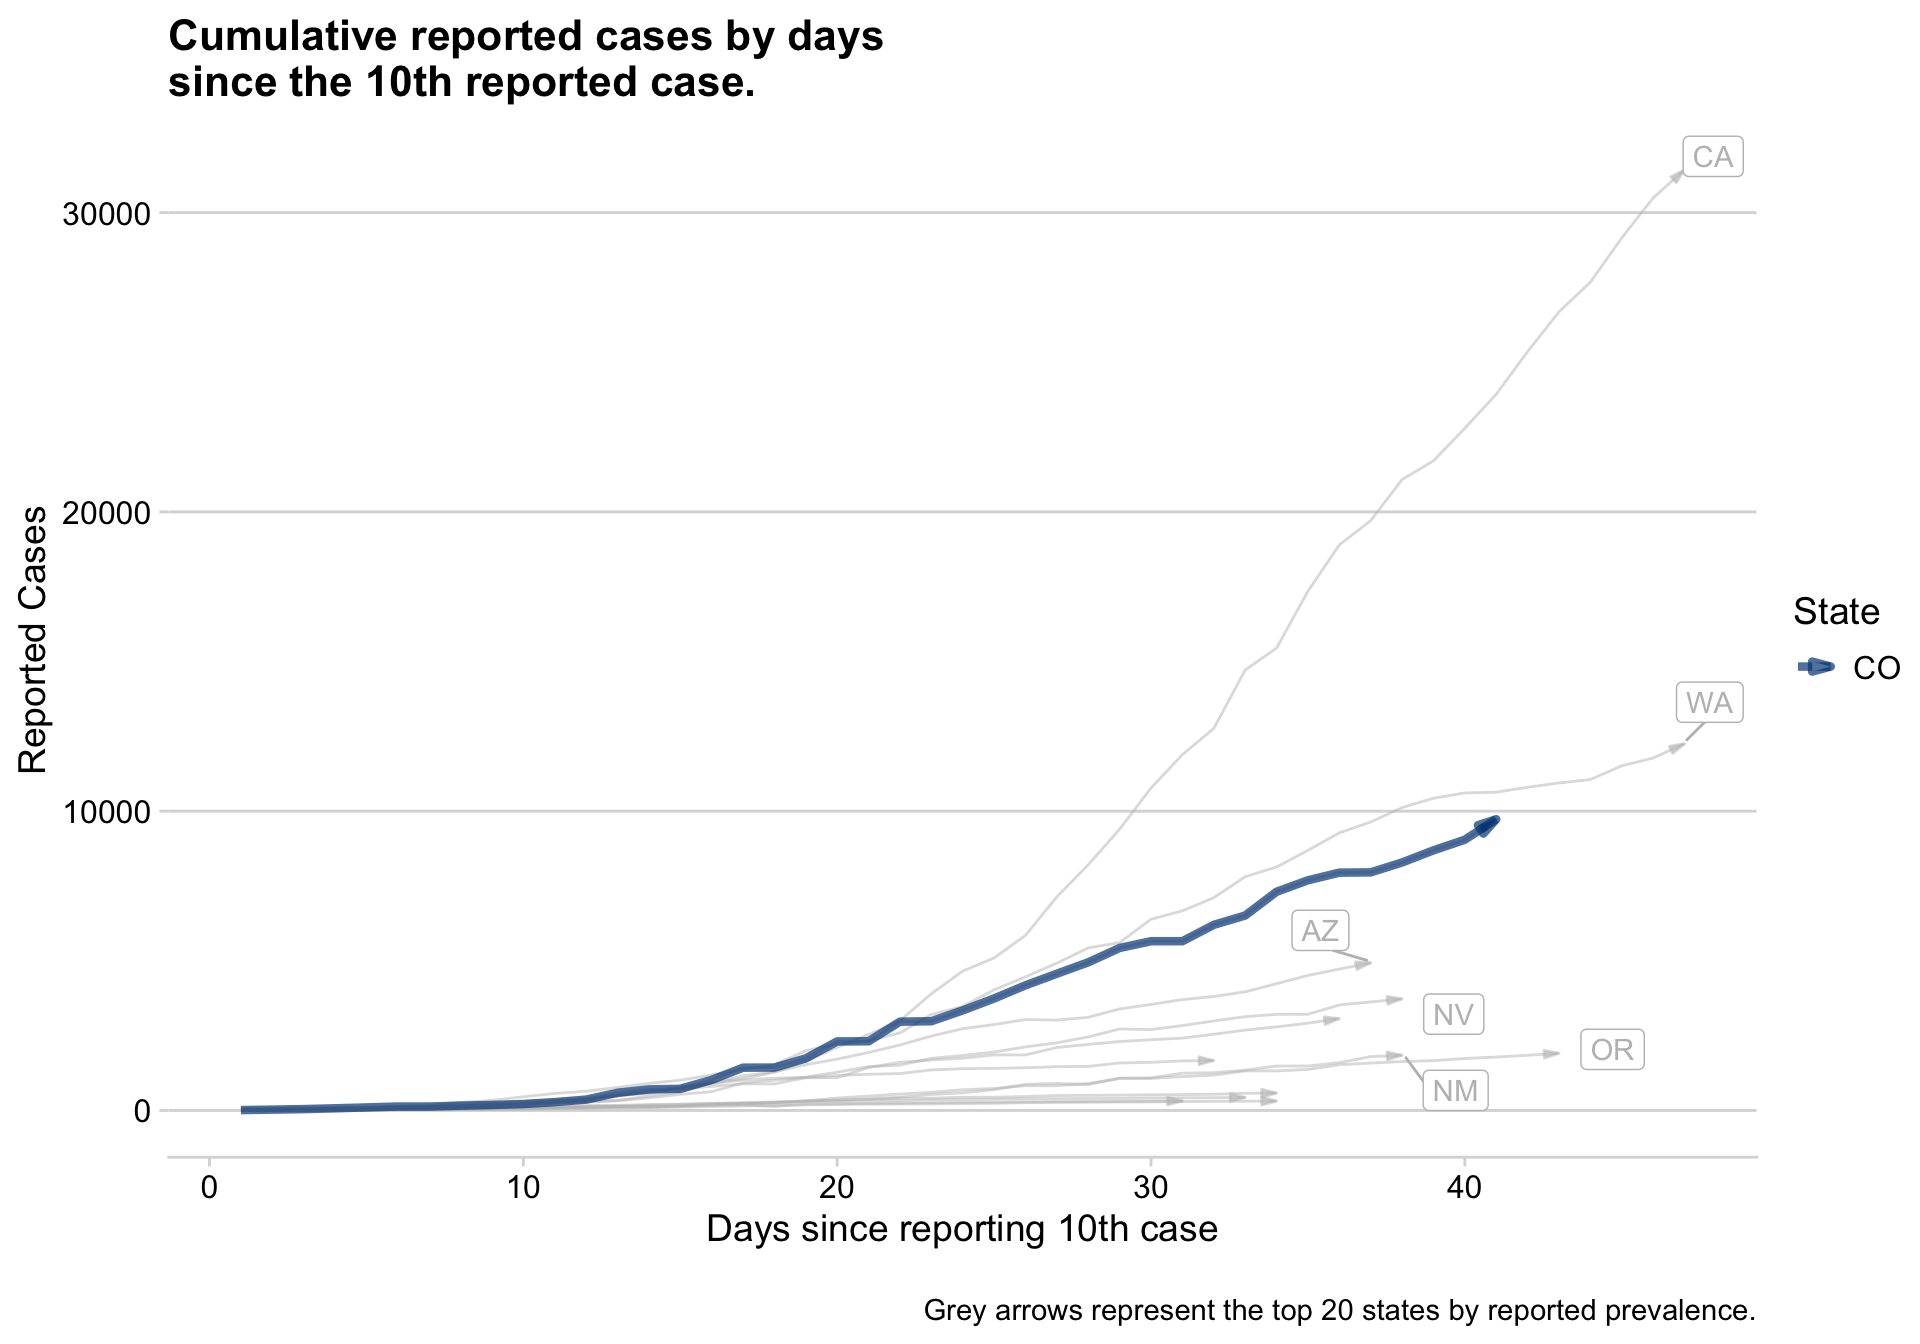 Cumulative reported cases by days
since the 10th reported case.
CA
30000
20000
Reported Cases
State
CO
WA
10000
AZ
NV
OR
NM
0
0 10 20 30 40
Days since reporting 10th case
Grey arrows represent the top 20 states by reported prevalence.